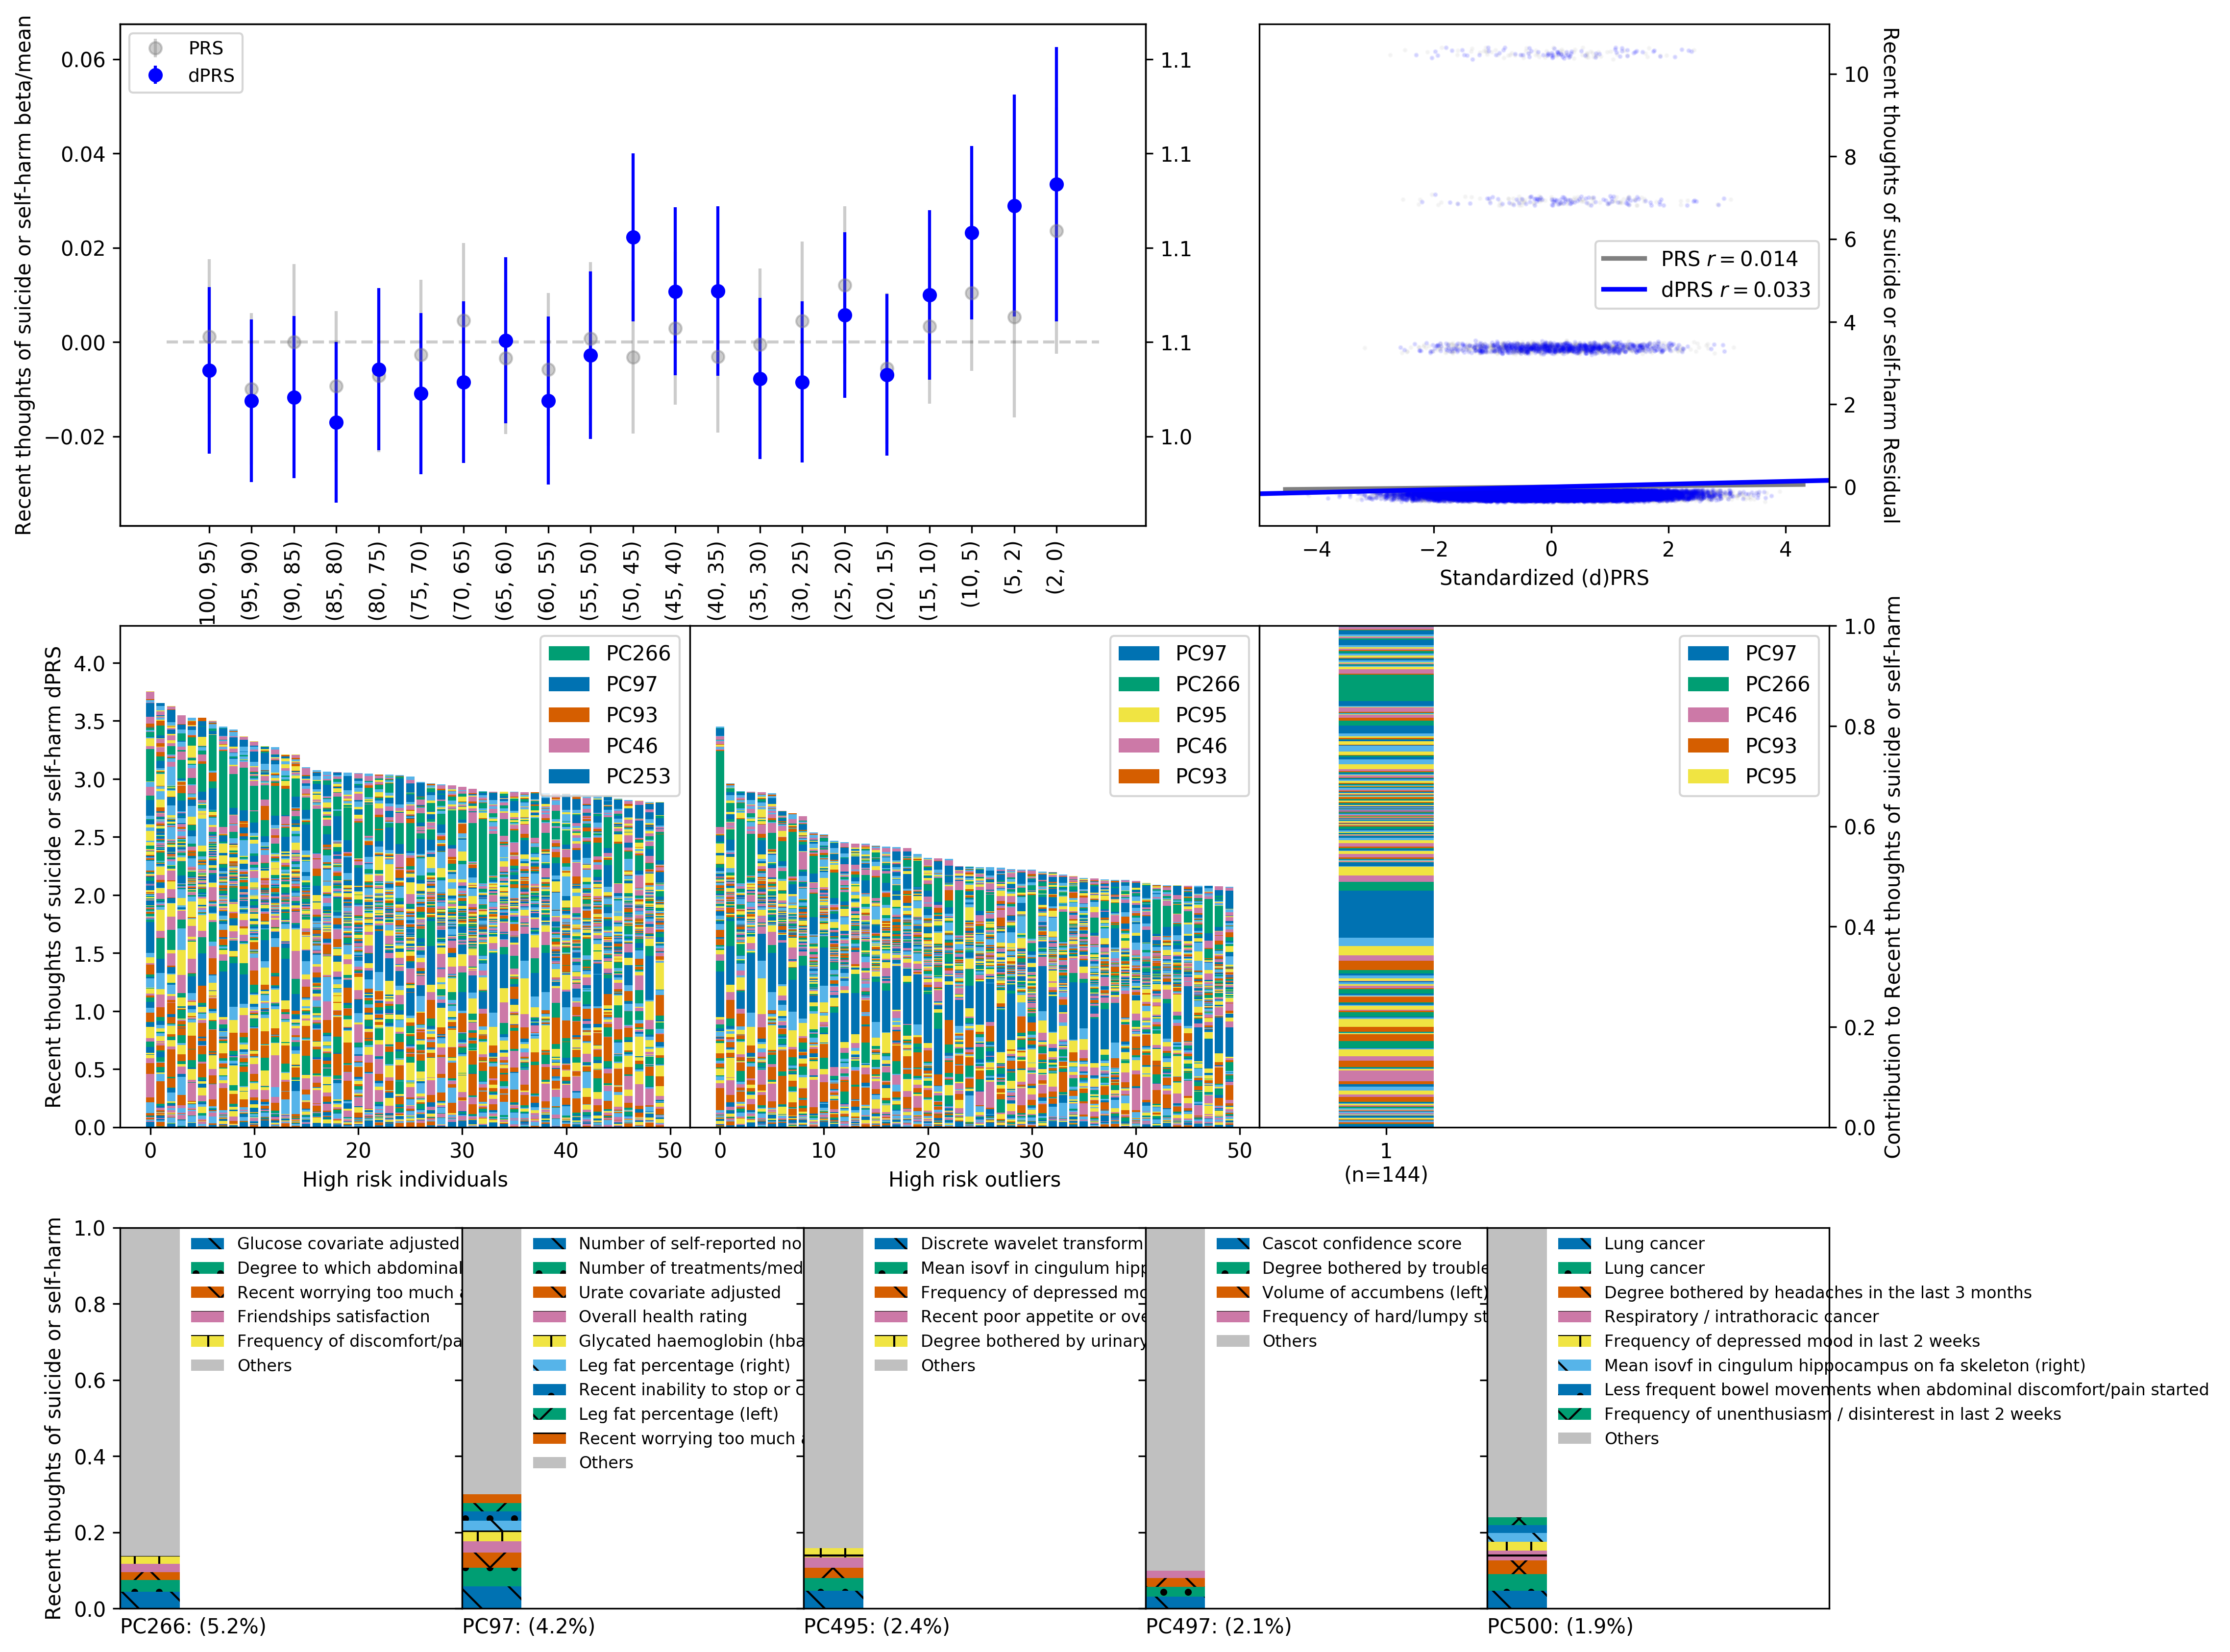 Recent thoughts of suicide or self-harm beta/mean
0.06
0.04
0.02
0.00
−0.02
PRS
dPRS
1.1
1.1
1.1
1.1
1.0
100, 95)
(95, 90)
(90, 85)
(85, 80)
(80, 75)
(75, 70)
(70, 65)
(65, 60)
(60, 55)
(55, 50)
(50, 45)
(45, 40)
(40, 35)
(35, 30)
(30, 25)
(25, 20)
(20, 15)
(15, 10)
(10, 5)
(5, 2)
(2, 0)
PRS r = 0.014
dPRS r = 0.033
10
8
6
4
2
0
Recent thoughts of suicide or self-harm Residual
−4
−2
0
2
4
Standardized (d)PRS
Recent thoughts of suicide or self-harm dPRS
4.0
3.5
3.0
2.5
2.0
1.5
1.0
0.5
0.0
PC266
PC97
PC93
PC46
PC253
0
10
20
30
40
50
High risk individuals
PC97
PC266
PC95
PC46
PC93
0
10
20
30
40
50
High risk outliers
PC97
PC266
PC46
PC93
PC95
1
(n=144)
1.0
0.8
0.6
0.4
0.2
0.0
Contribution to Recent thoughts of suicide or self-harm
Recent thoughts of suicide or self-harm
1.0
0.8
0.6
0.4
0.2
0.0
Glucose covariate adjusted
Degree to which abdominal
Recent worrying too much
Friendships satisfaction
Frequency of discomfort/pa
Others
PC266: (5.2%)
Number of self-reported no
Number of treatments/med
Urate covariate adjusted
Overall health rating
Glycated haemoglobin (hba
Leg fat percentage (right)
Recent inability to stop or c
Leg fat percentage (left)
Recent worrying too much
Others
PC97: (4.2%)
Discrete wavelet transform
Mean isovf in cingulum hipp
Frequency of depressed mo
Recent poor appetite or ove
Degree bothered by urinary
Others
PC495: (2.4%)
Cascot confidence score
Degree bothered by trouble
Volume of accumbens (left)
Frequency of hard/lumpy st
Others
PC497: (2.1%)
Lung cancer
Lung cancer
Degree bothered by headaches in the last 3 months
Respiratory / intrathoracic cancer
Frequency of depressed mood in last 2 weeks
Mean isovf in cingulum hippocampus on fa skeleton (right)
Less frequent bowel movements when abdominal discomfort/pain started
Frequency of unenthusiasm / disinterest in last 2 weeks
Others
PC500: (1.9%)